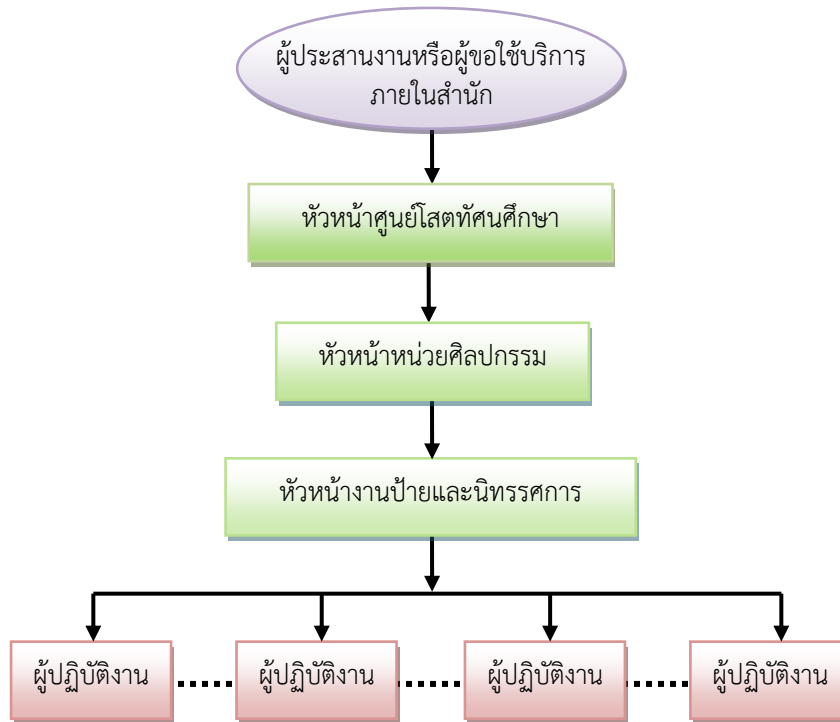 ผู้ประสานงานหรือผู้ขอใช้บริการ
ภายในสำนัก
หัวหน้าศูนย์โสตทัศนศึกษา
หัวหน้าหน่วยศิลปกรรม
หัวหน้างานป้ายและนิทรรศการ
ผู้ปฏิบัติงาน
ผู้ปฏิบัติงาน
ผู้ปฏิบัติงาน
ผู้ปฏิบัติงาน